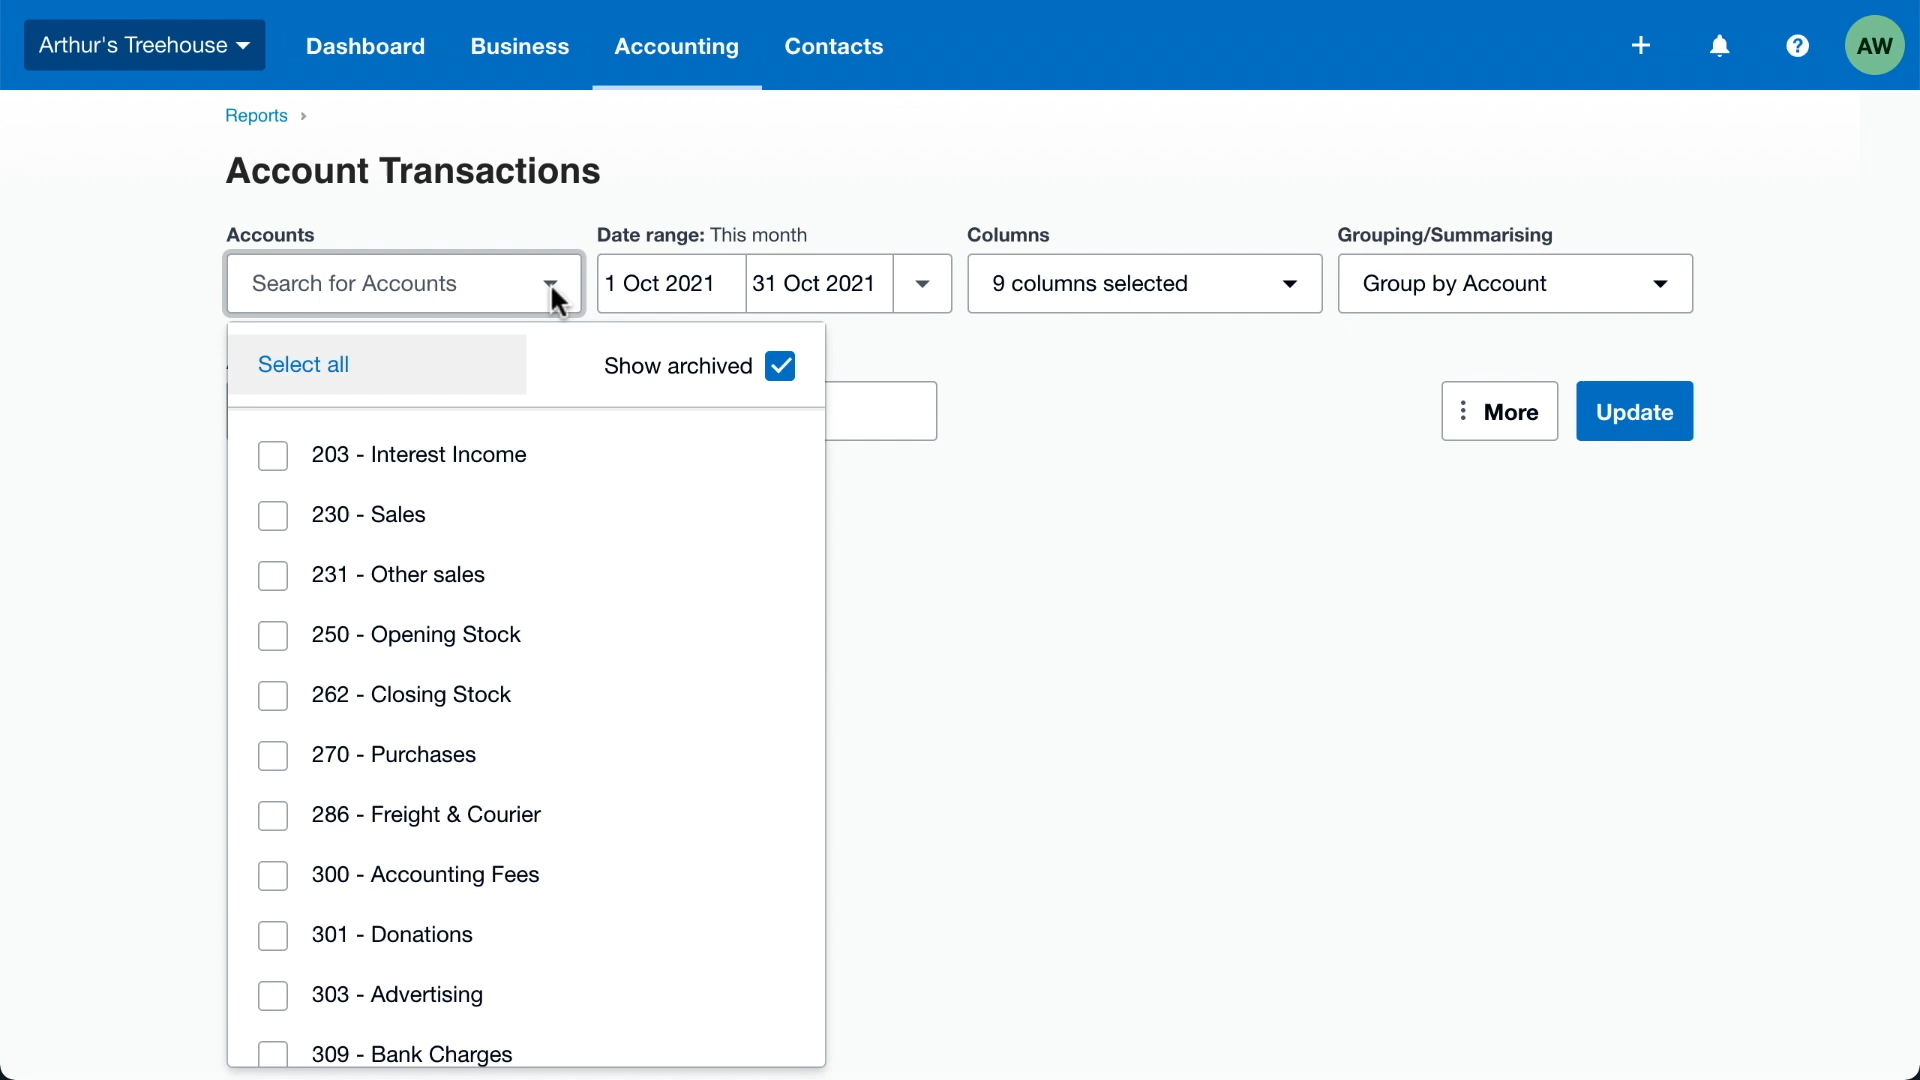 Arthur's Treehouse
Dashboard
Business
Accounting
Contacts
AW
Reports
Account Transactions
Accounts
Date range: This month
Columns
Grouping/Summarising
Search for Accounts
1 Oct 2021
31 Oct 2021
9 columns selected
Group by Account
Select all
Show archived
More
Update
203 - Interest Income
230 - Sales
231 - Other sales
250 - Opening Stock
262 - Closing Stock
270 - Purchases
286 - Freight & Courier
300 - Accounting Fees
301 - Donations
303 - Advertising
309 - Bank Charges